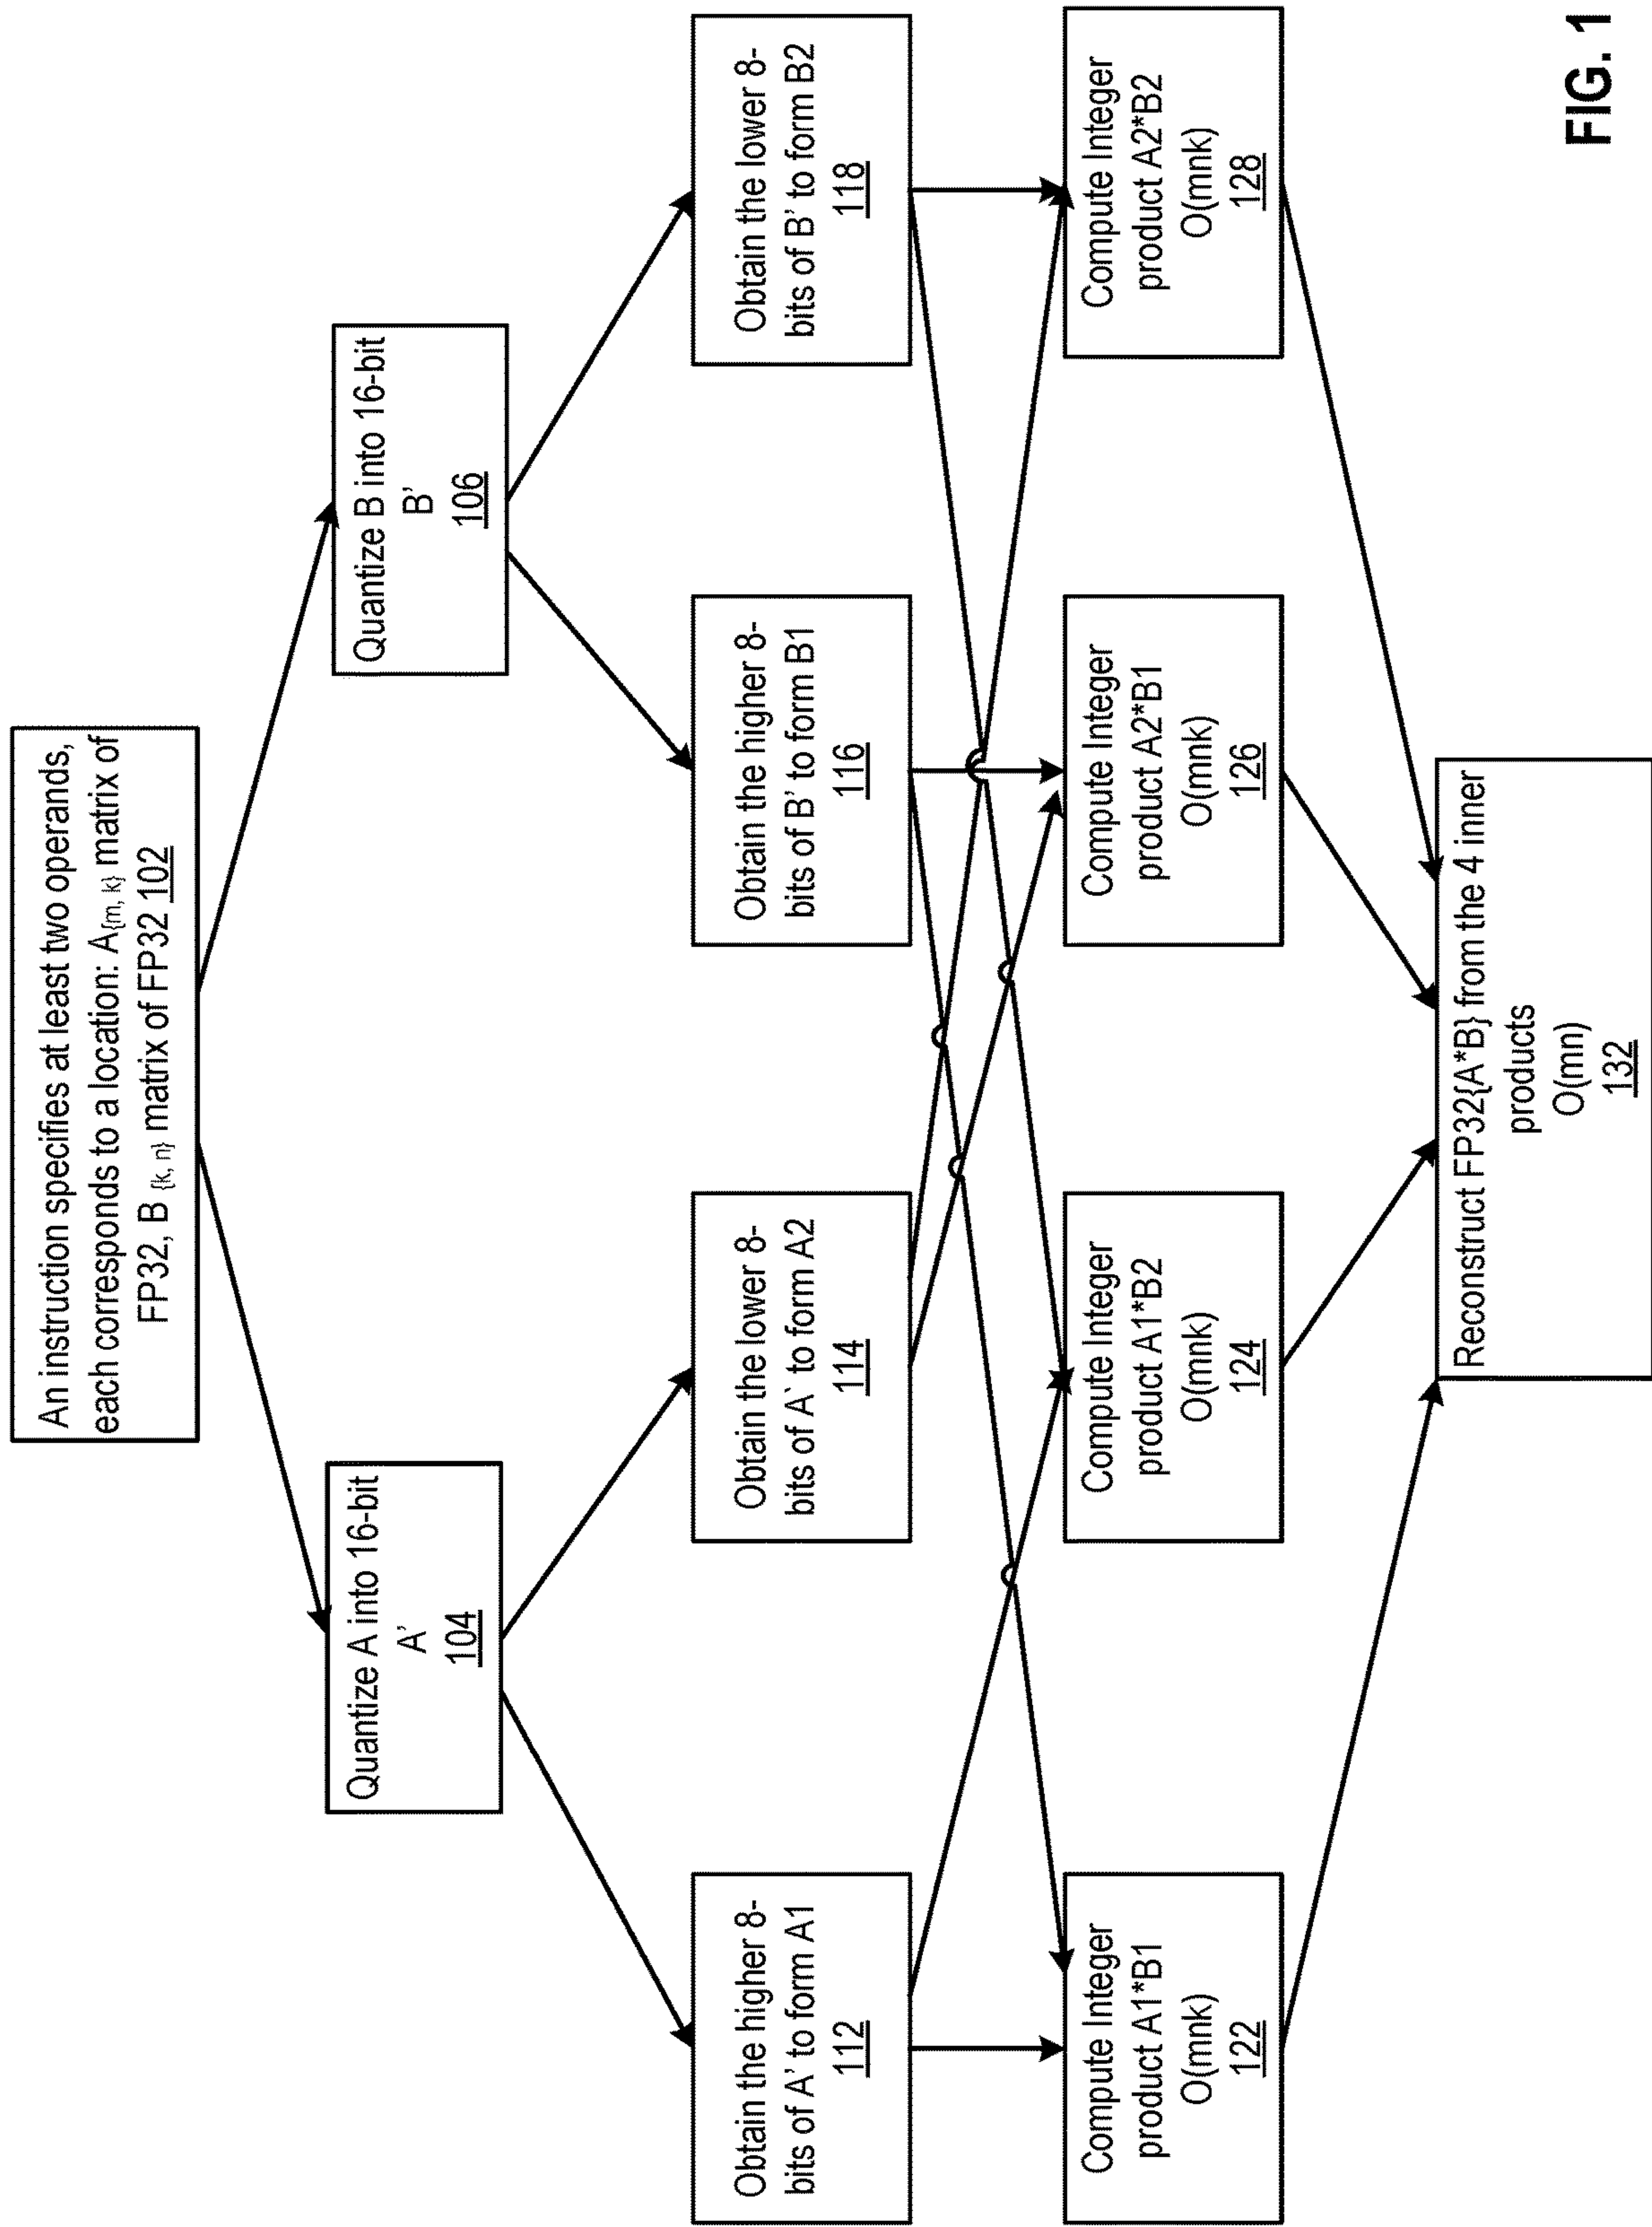 An instruction specifies at least two operands,
each corresponds to a location: A{m, k} matrix of
FP32, B {k, n} matrix of FP32 102
Quantize A into 16-bit
A'
104
Quantize B into 16-bit
B'
106
Obtain the higher 8-
bits of A' to form A1
112
Obtain the lower 8-
bits of A` to form A2
114
Obtain the higher 8-
bits of B' to form B1
116
Obtain the lower 8-
bits of B' to form B2
118
Compute Integer
product A1*B1
O(mnk)
122
Compute Integer
product A1*B2
O(mnk)
124
Compute Integer
product A2*B1
O(mnk)
126
Compute Integer
product A2*B2
O(mnk)
128
Reconstruct FP32{A*B} from the 4 inner
products
O(mn)
132
FIG. 1